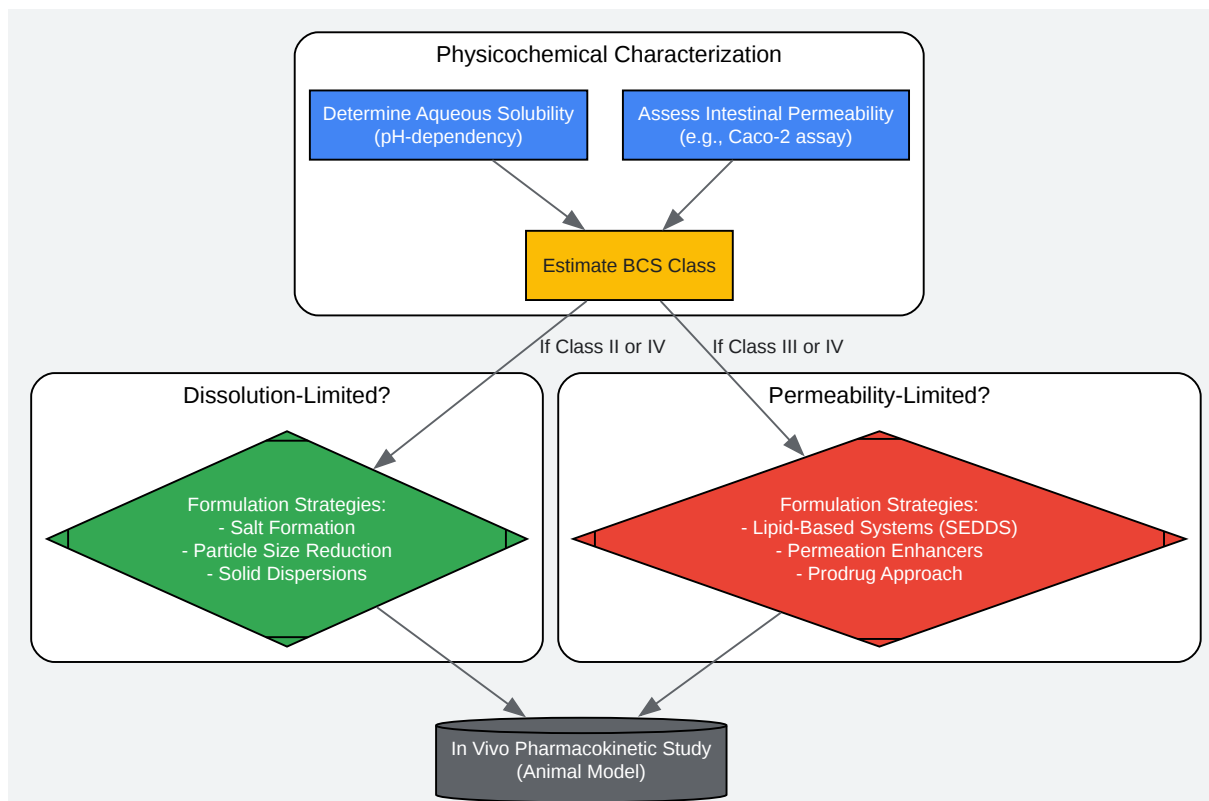 Physicochemical Characterization
Determine Aqueous Solubility
(pH-dependency)
Assess Intestinal Permeability
(e.g., Caco-2 assay)
Estimate BCS Class
If Class II or IV
If Class III or IV
Dissolution-Limited?
Formulation Strategies:
- Salt Formation
- Particle Size Reduction
- Solid Dispersions
Permeability-Limited?
Formulation Strategies:
- Lipid-Based Systems (SEDDS)
- Permeation Enhancers
- Prodrug Approach
In Vivo Pharmacokinetic Study
(Animal Model)